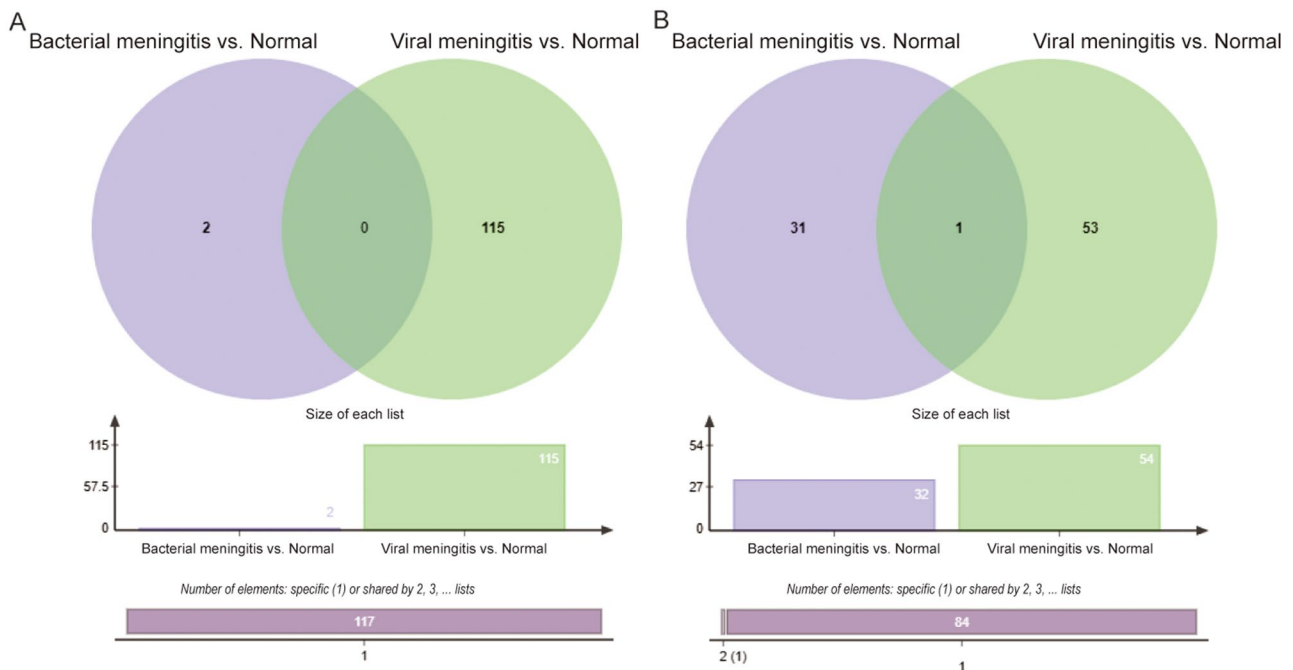 A
Bacterial meningitis vs. Normal
Viral meningitis vs. Normal
2
0
115
Size of each list
115
57.5
0
2
115
Bacterial meningitis vs. Normal
Viral meningitis vs. Normal
Number of elements: specific (1) or shared by 2, 3, ... lists
117
1
B
Bacterial meningitis vs. Normal
Viral meningitis vs. Normal
31
1
53
Size of each list
54
27
0
32
54
Bacterial meningitis vs. Normal
Viral meningitis vs. Normal
Number of elements: specific (1) or shared by 2, 3, ... lists
84
2 (1)
1